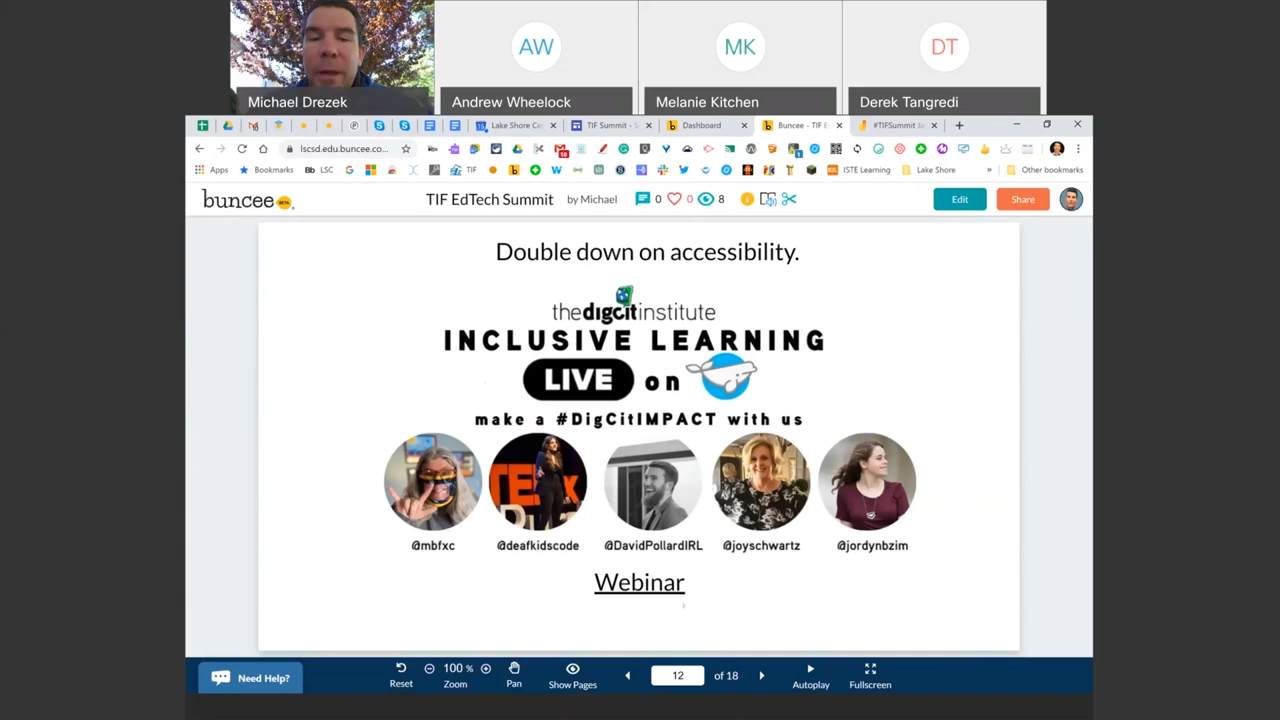 AW
MK
DT
Michael Drezek
Andrew Wheelock
Melanie Kitchen
Derek Tangredi
Lake Shore Ce
TIF Summit - S
Dashboard
Buncee - TIF E
#TIFSummit Ja
lscsd.edu.buncee.co...
Apps
Bookmarks
Bb LSC
TIF
ISTE Learning
Lake Shore
»
Other bookmarks
buncee BETA
TIF EdTech Summit by Michael
0
0
8
Edit
Share
Double down on accessibility.
thedigcitinstitute
INCLUSIVE LEARNING
LIVE on
make a #DigCitIMPACT with us
TEDx
@mbfxc
@deafkidscode
@DavidPollardIRL
@joyschwartz
@jordynbzim
Webinar
Need Help?
Reset
100 %
Zoom
Pan
Show Pages
12 of 18
Autoplay
Fullscreen